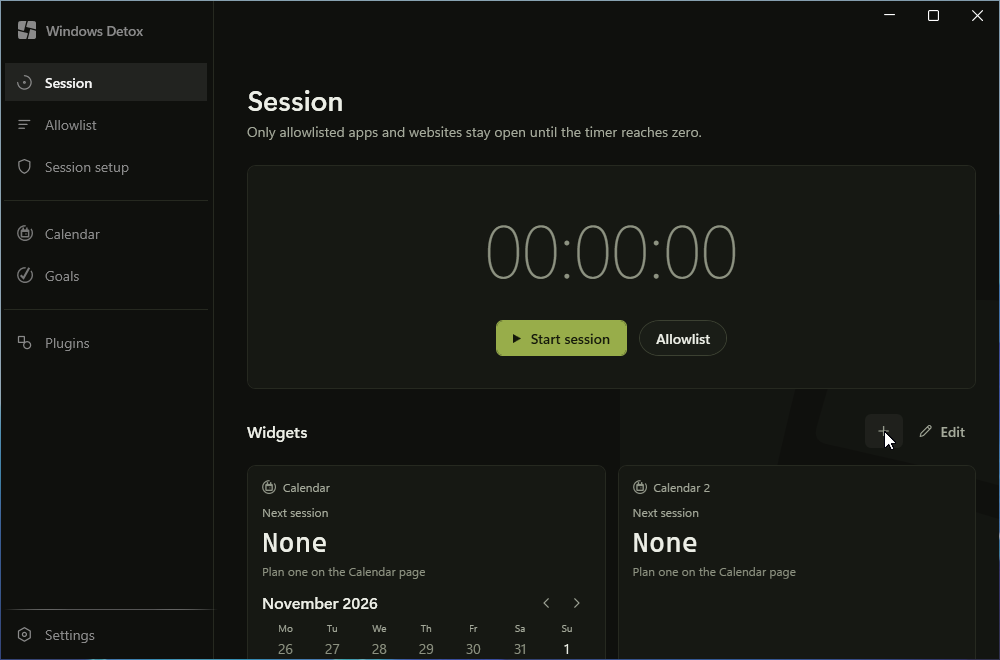 Windows Detox
Session
Allowlist
Session setup
Calendar
Goals
Plugins
Settings
Session
Only allowlisted apps and websites stay open until the timer reaches zero.
00:00:00
Start session
Allowlist
Widgets
Edit
Calendar
Next session
None
Plan one on the Calendar page
November 2026
Mo Tu We Th Fr Sa Su
26 27 28 29 30 31 1
Calendar 2
Next session
None
Plan one on the Calendar page